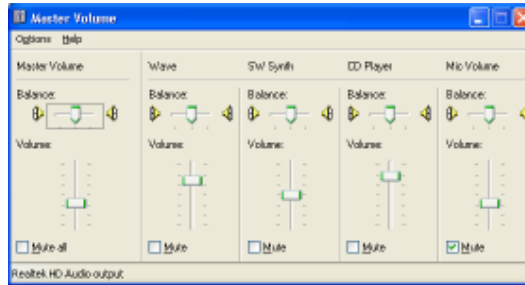 Master Volume
Options Help
Master Volume Wave SW Synth CD Player Mic Volume
Balance: Balance: Balance: Balance: Balance:
Volume: Volume: Volume: Volume: Volume:
Mute all Mute Mute Mute Mute
Realtek HD Audio output